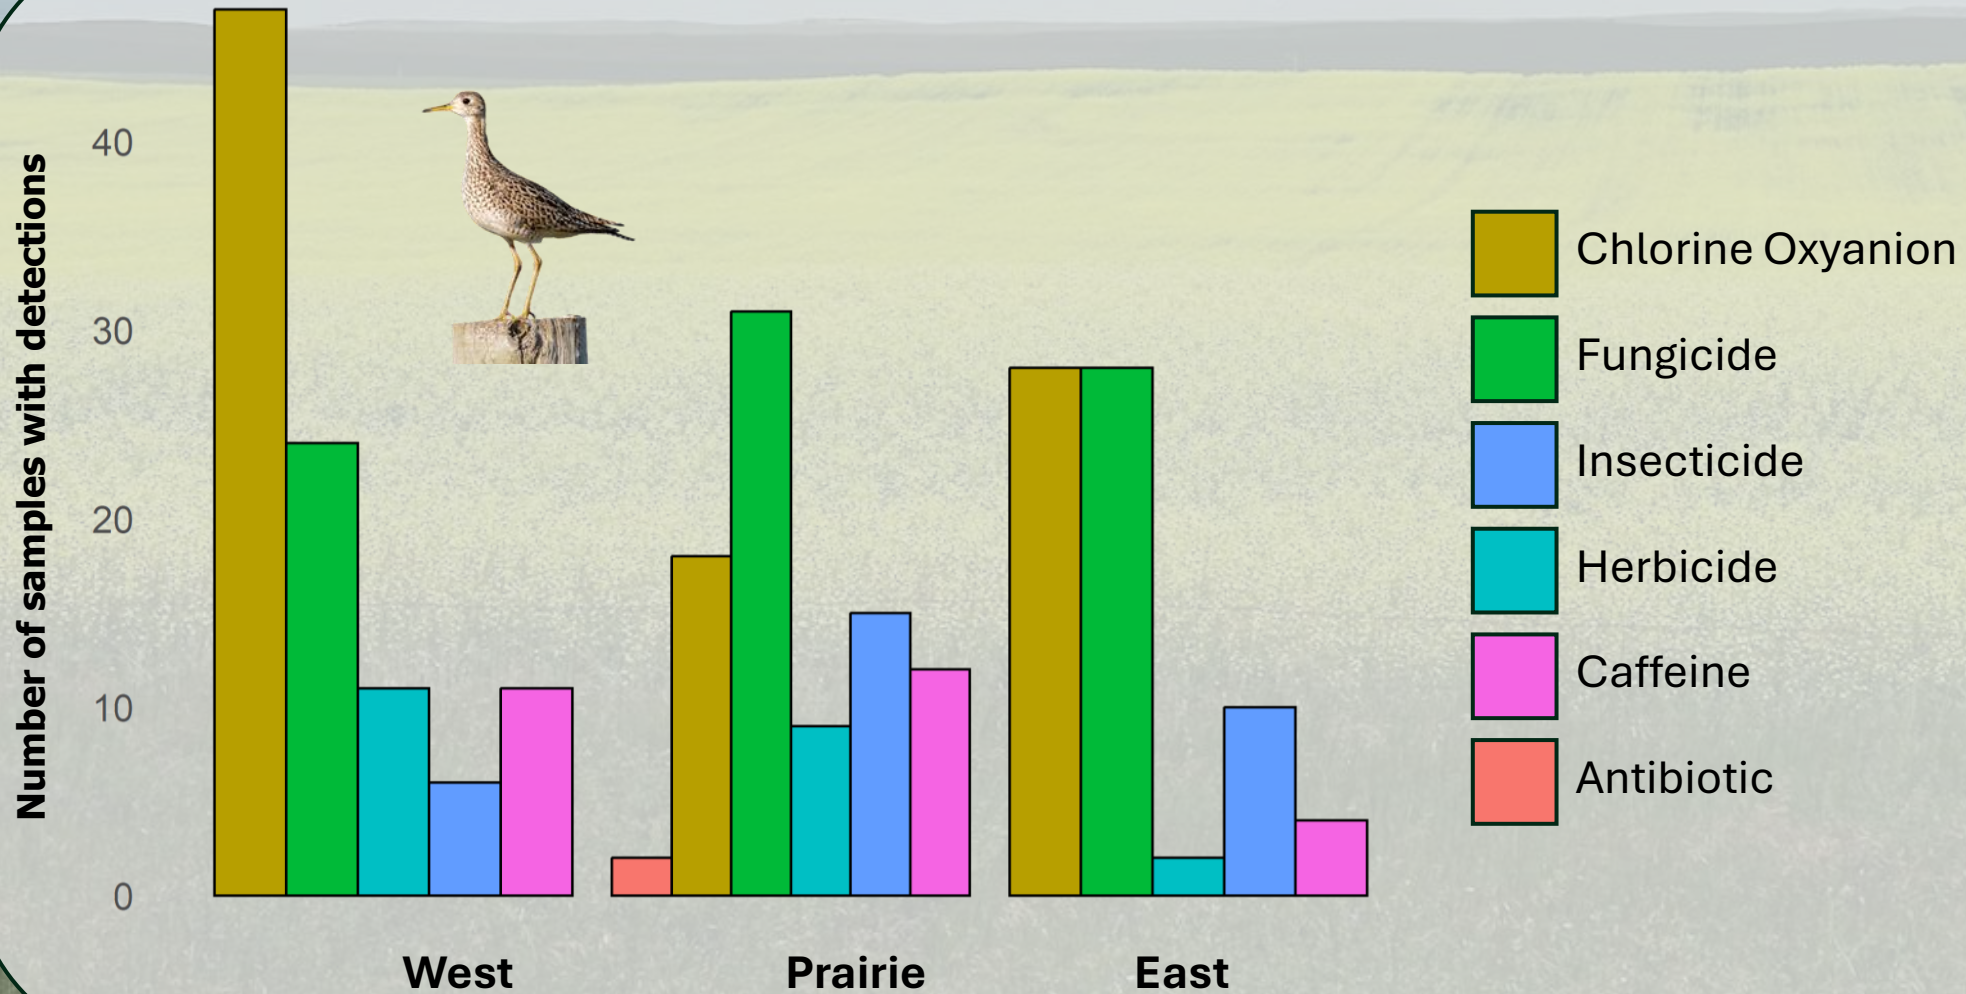 Number of samples with detections
40
30
20
10
0
West
Prairie
East
Chlorine Oxyanion
Fungicide
Insecticide
Herbicide
Caffeine
Antibiotic